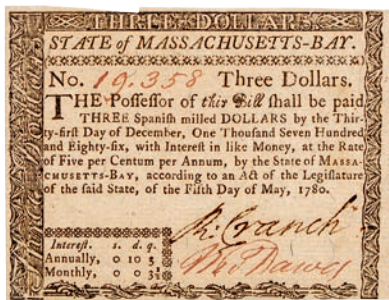 THREE DOLLARS.
STATE of MASSACHUSETTS-BAY.
No. 19.358 Three Dollars.
THE Poſſeſſor of this Bill ſhall be paid
THREE Spaniſh milled DOLLARS by the Thir-
ty-firſt Day of December, One Thouſand Seven Hundred
and Eighty-ſix, with Intereſt in like Money, at the Rate
of Five per Centum per Annum, by the State of MASSA-
CHUSETTS-BAY, according to an Act of the Legiſlature
of the ſaid State, of the Fifth Day of May, 1780.
R: Cranch
Intereſt. s. d. q.
Annually, 0 10 3
Monthly, 0 0 3½
Tho Dawes